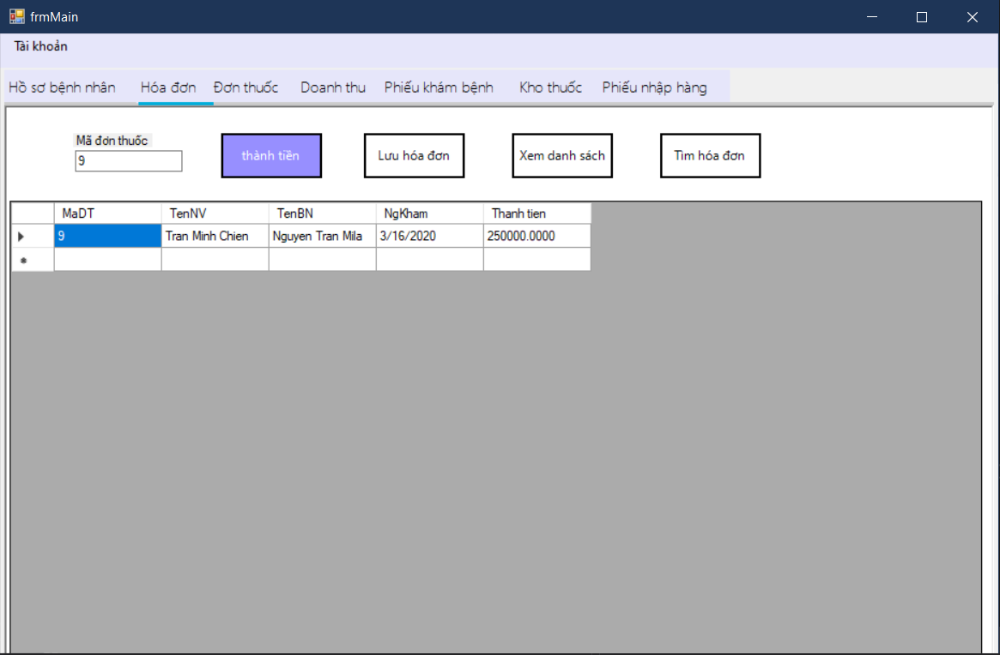 frmMain
Tài khoản
Hồ sơ bệnh nhân Hóa đơn Đơn thuốc Doanh thu Phiếu khám bệnh Kho thuốc Phiếu nhập hàng
Mã đơn thuốc
9
thành tiền Lưu hóa đơn Xem danh sách Tìm hóa đơn
MaDT TenNV TenBN NgKham Thanh tien
9 Tran Minh Chien Nguyen Tran Mila 3/16/2020 250000.0000